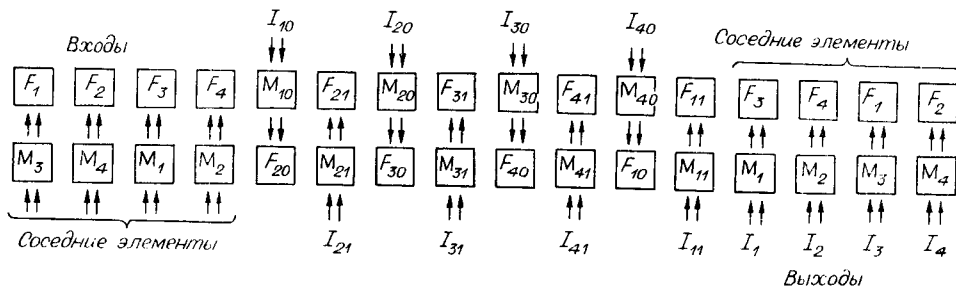 I₁₀ I₂₀ I₃₀ I₄₀
Входы Соседние элементы
F₁ F₂ F₃ F₄ M₁₀ F₂₁ M₂₀ F₃₁ M₃₀ F₄₁ M₄₀ F₁₁ F₃ F₄ F₁ F₂
M₃ M₄ M₁ M₂ F₂₀ M₂₁ F₃₀ M₃₁ F₄₀ M₄₁ F₁₀ M₁₁ M₁ M₂ M₃ M₄
Соседние элементы I₂₁ I₃₁ I₄₁ I₁₁ I₁ I₂ I₃ I₄
Выходы